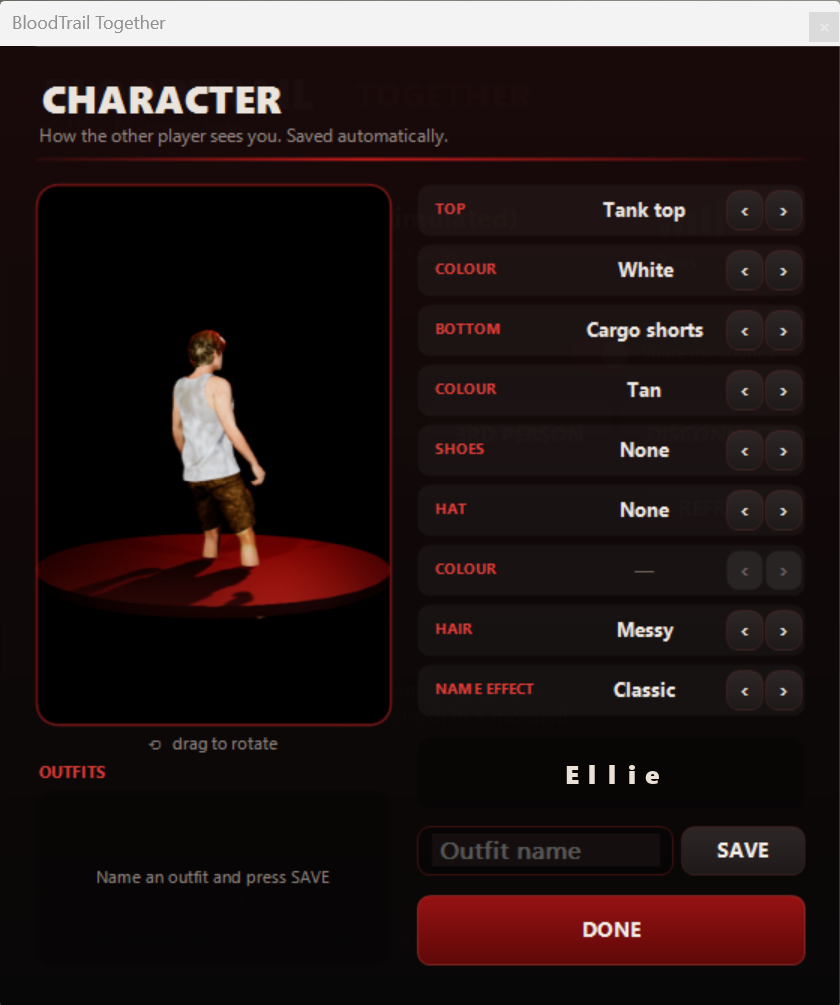 BloodTrail Together
CHARACTER
TOGETHER
How the other player sees you. Saved automatically.
TOP
Tank top
COLOUR
White
BOTTOM
Cargo shorts
COLOUR
Tan
SHOES
None
HAT
None
COLOUR
—
HAIR
Messy
NAME EFFECT
Classic
drag to rotate
OUTFITS
Name an outfit and press SAVE
Ellie
Outfit name
SAVE
DONE